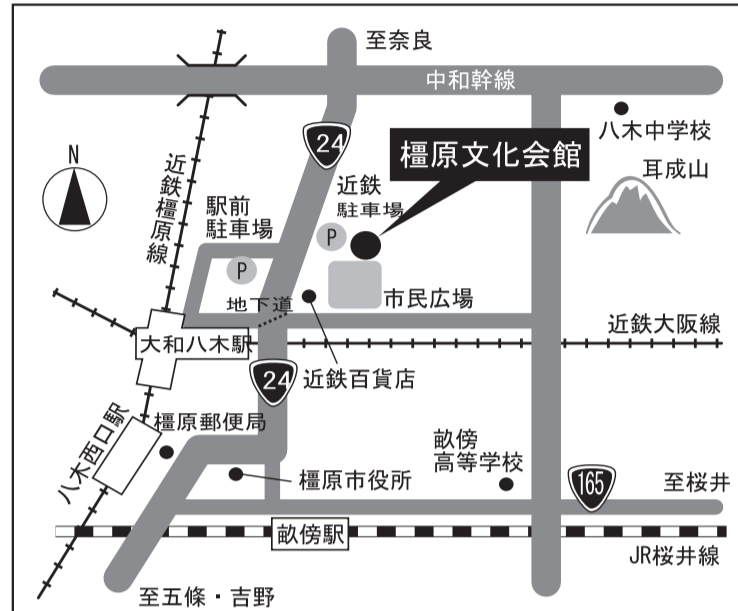 至奈良
中和幹線
24
八木中学校
橿原文化会館
耳成山
N
近鉄橿原線
駅前
駐車場
近鉄
駐車場
P
P
地下道
市民広場
大和八木駅
近鉄大阪線
24
近鉄百貨店
八木西口駅
橿原郵便局
畝傍
高等学校
橿原市役所
165
至桜井
畝傍駅
JR桜井線
至五條・吉野